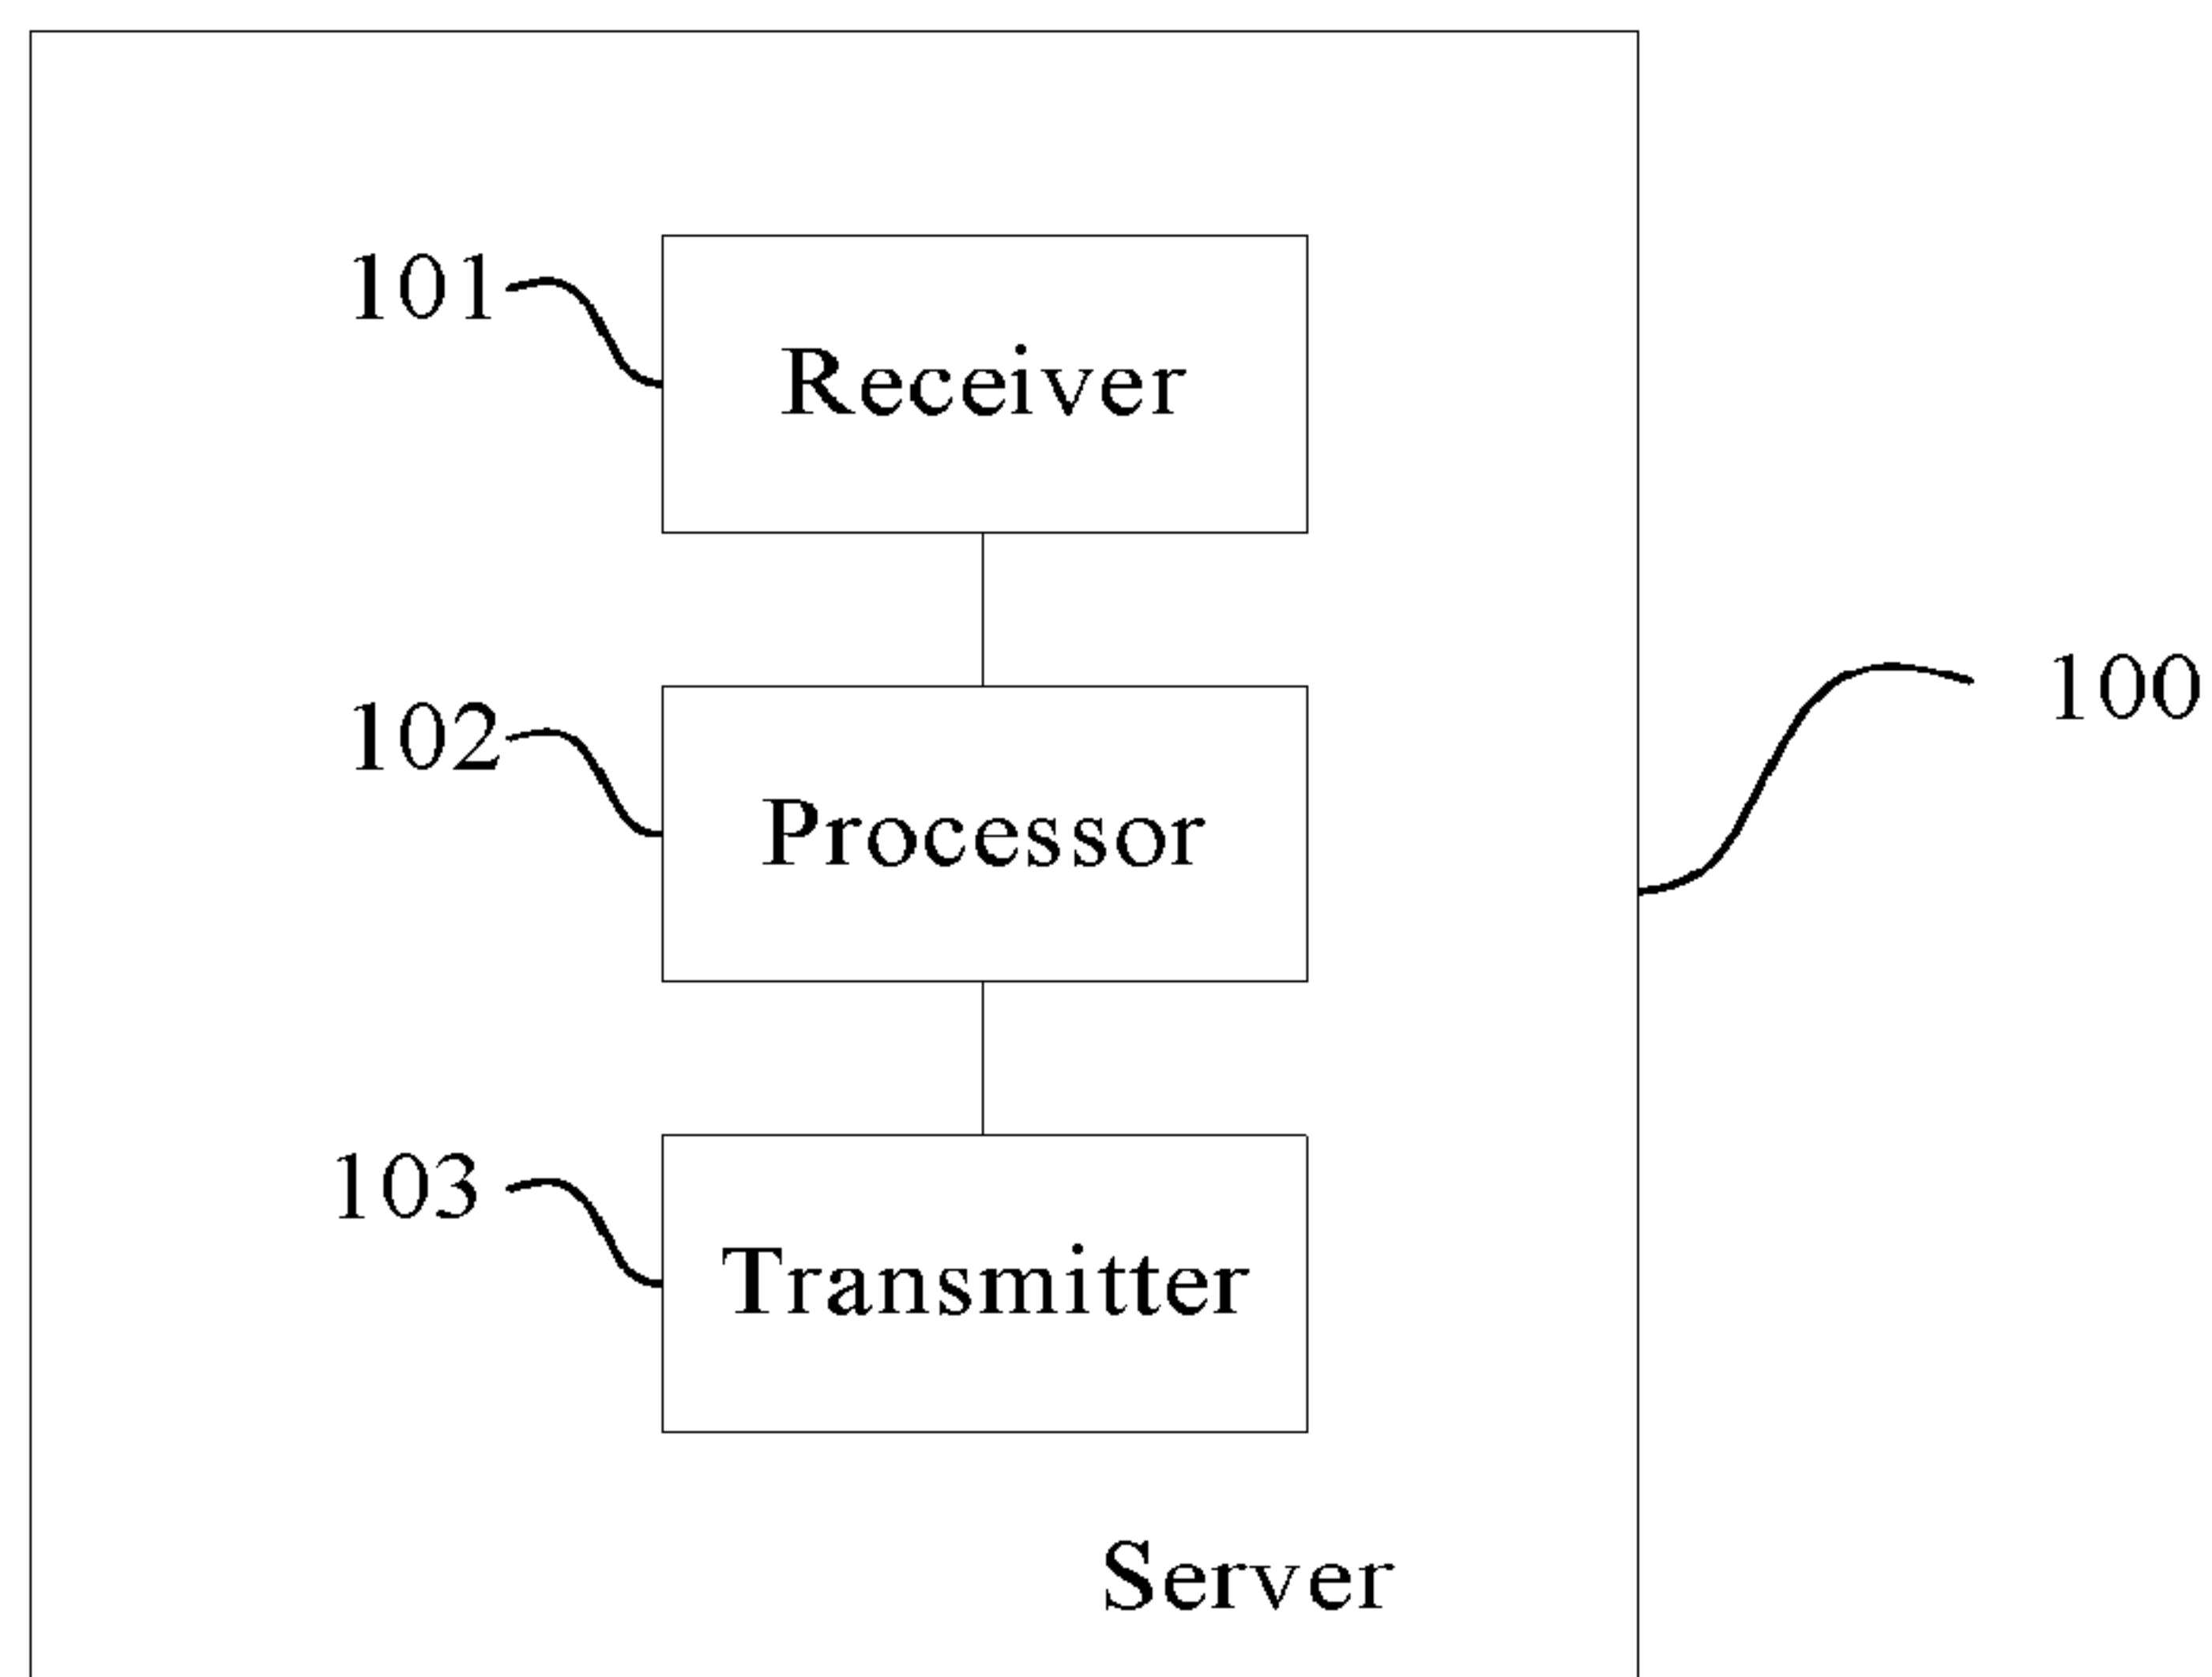 101
Receiver
100
102
Processor
103
Transmitter
Server